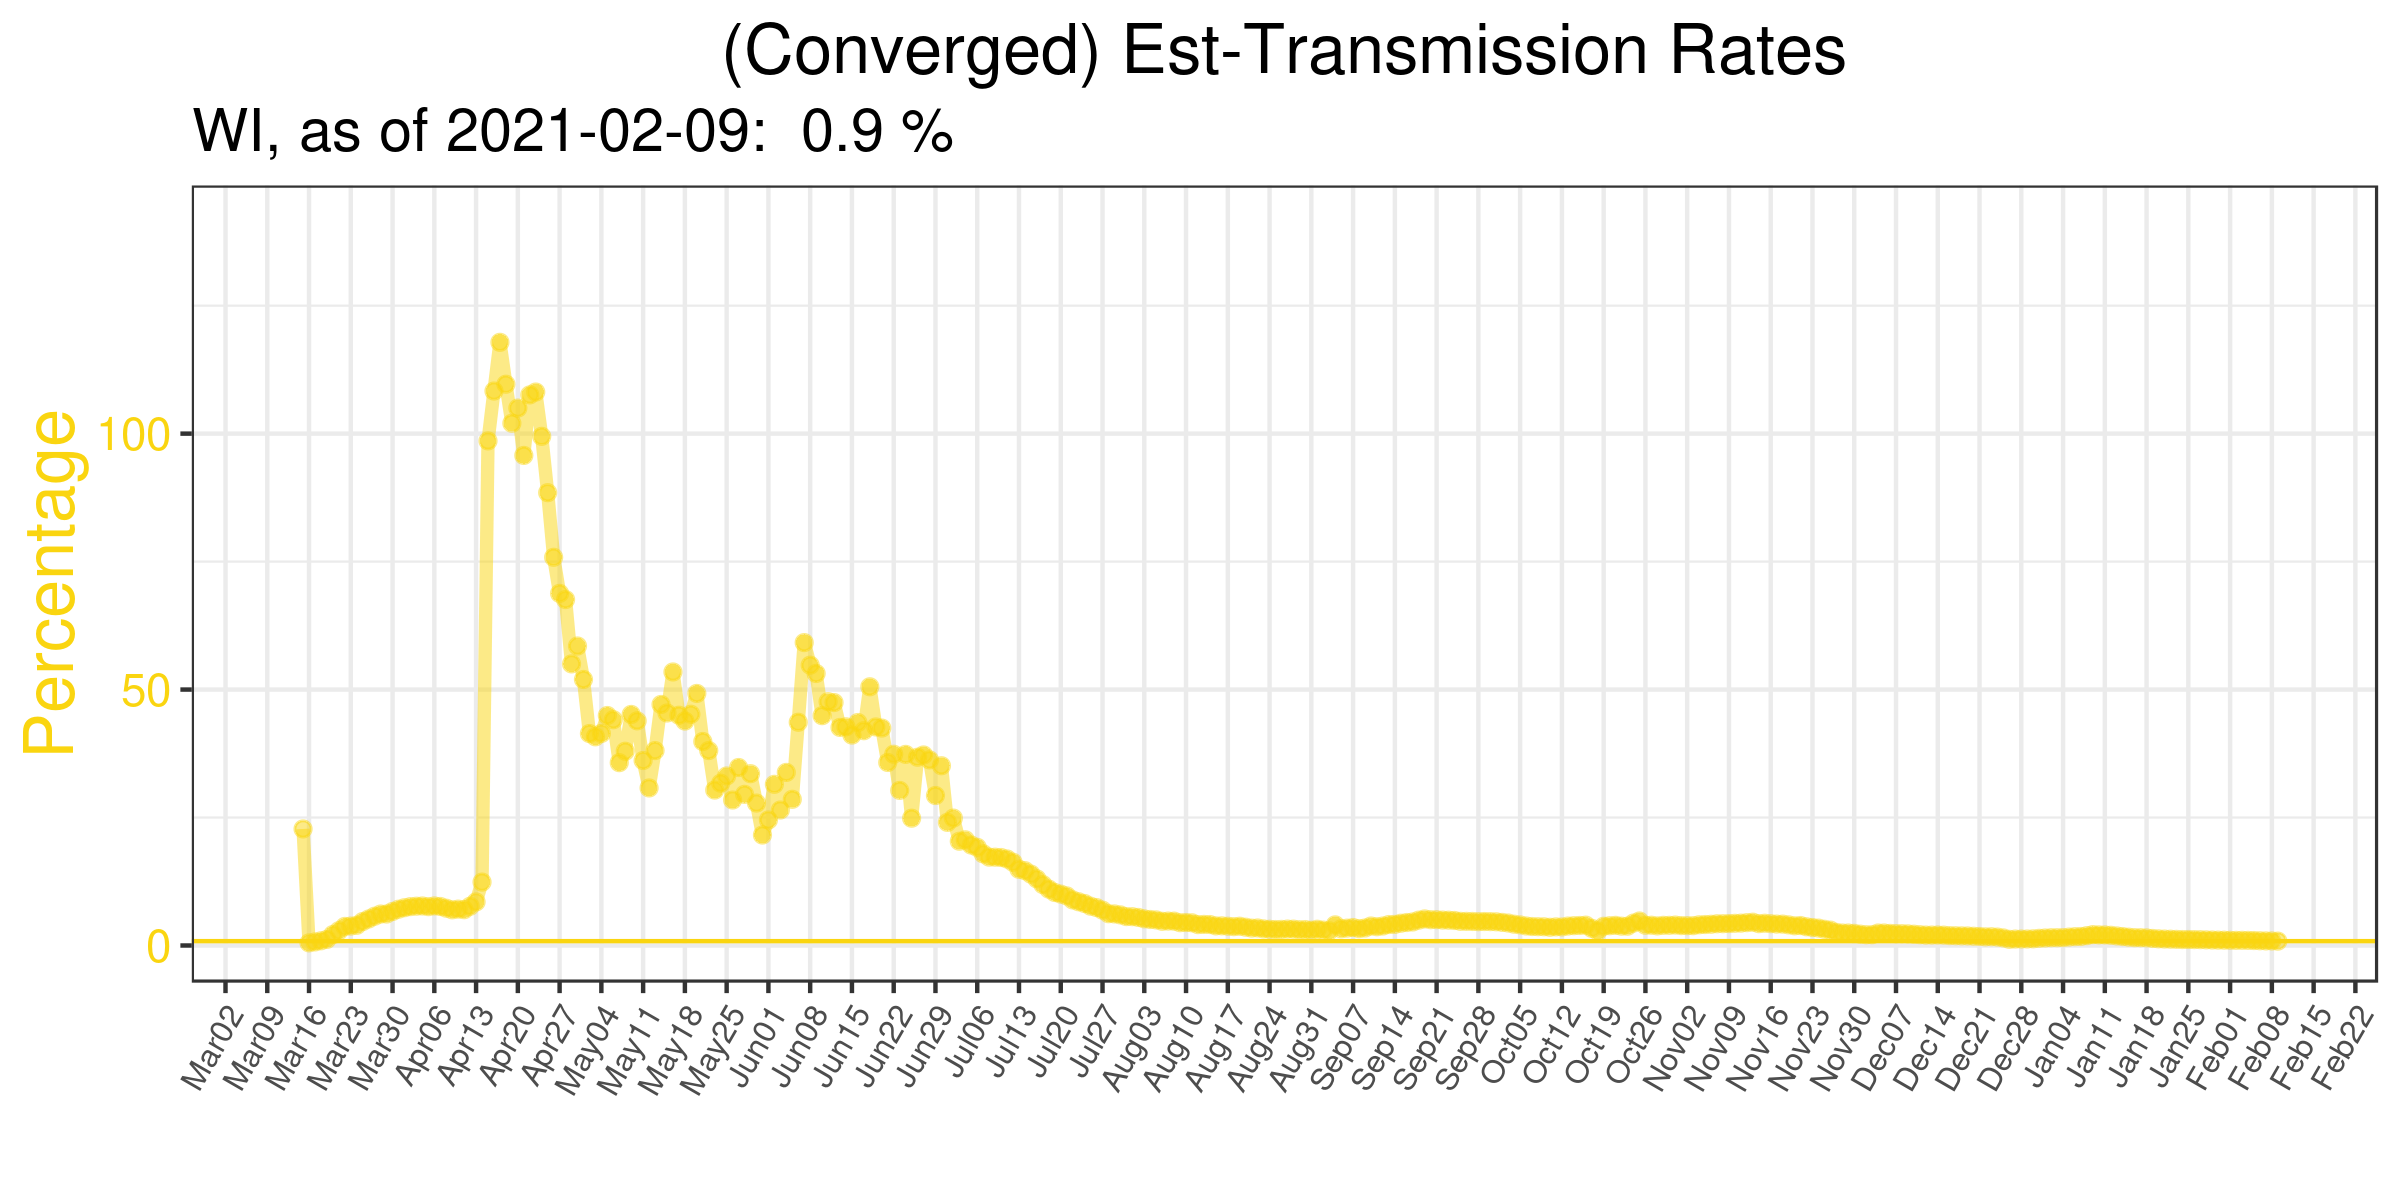 (Converged) Est-Transmission Rates
WI, as of 2021-02-09:  0.9 %
Percentage
100
50
0
Mar02
Mar09
Mar16
Mar23
Mar30
Apr06
Apr13
Apr20
Apr27
May04
May11
May18
May25
Jun01
Jun08
Jun15
Jun22
Jun29
Jul06
Jul13
Jul20
Jul27
Aug03
Aug10
Aug17
Aug24
Aug31
Sep07
Sep14
Sep21
Sep28
Oct05
Oct12
Oct19
Oct26
Nov02
Nov09
Nov16
Nov23
Nov30
Dec07
Dec14
Dec21
Dec28
Jan04
Jan11
Jan18
Jan25
Feb01
Feb08
Feb15
Feb22